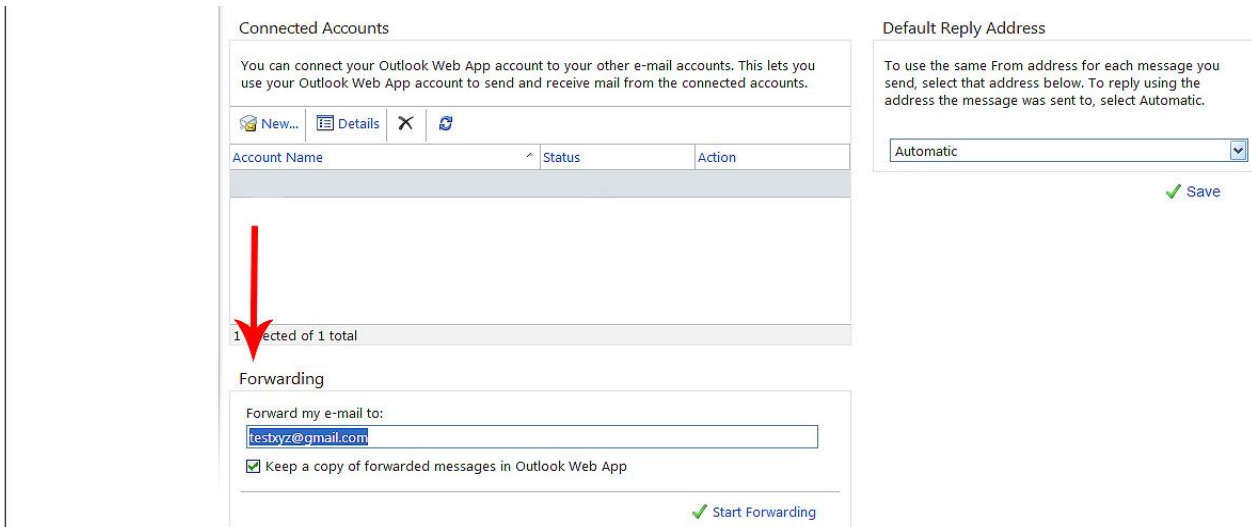 Connected Accounts
You can connect your Outlook Web App account to your other e-mail accounts. This lets you
use your Outlook Web App account to send and receive mail from the connected accounts.
New... Details
Account Name Status Action
1 ected of 1 total
Forwarding
Forward my e-mail to:
testxyz@gmail.com
Keep a copy of forwarded messages in Outlook Web App
Start Forwarding
Default Reply Address
To use the same From address for each message you
send, select that address below. To reply using the
address the message was sent to, select Automatic.
Automatic
Save